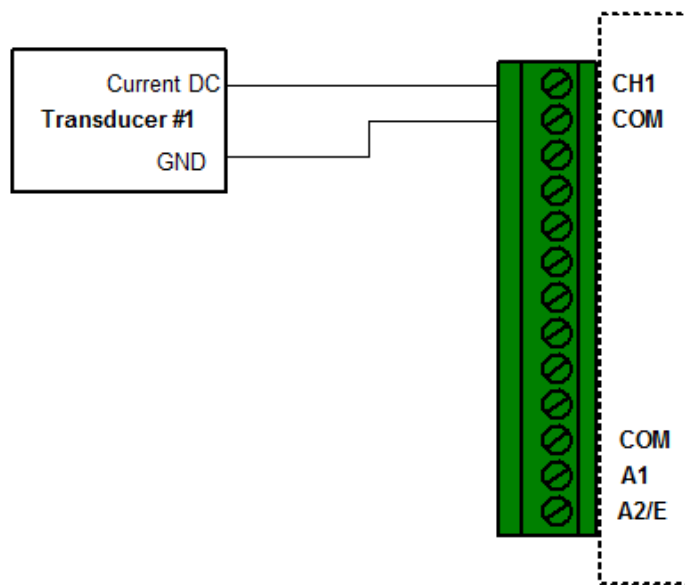 Current DC
Transducer #1
GND
CH1
COM
COM
A1
A2/E